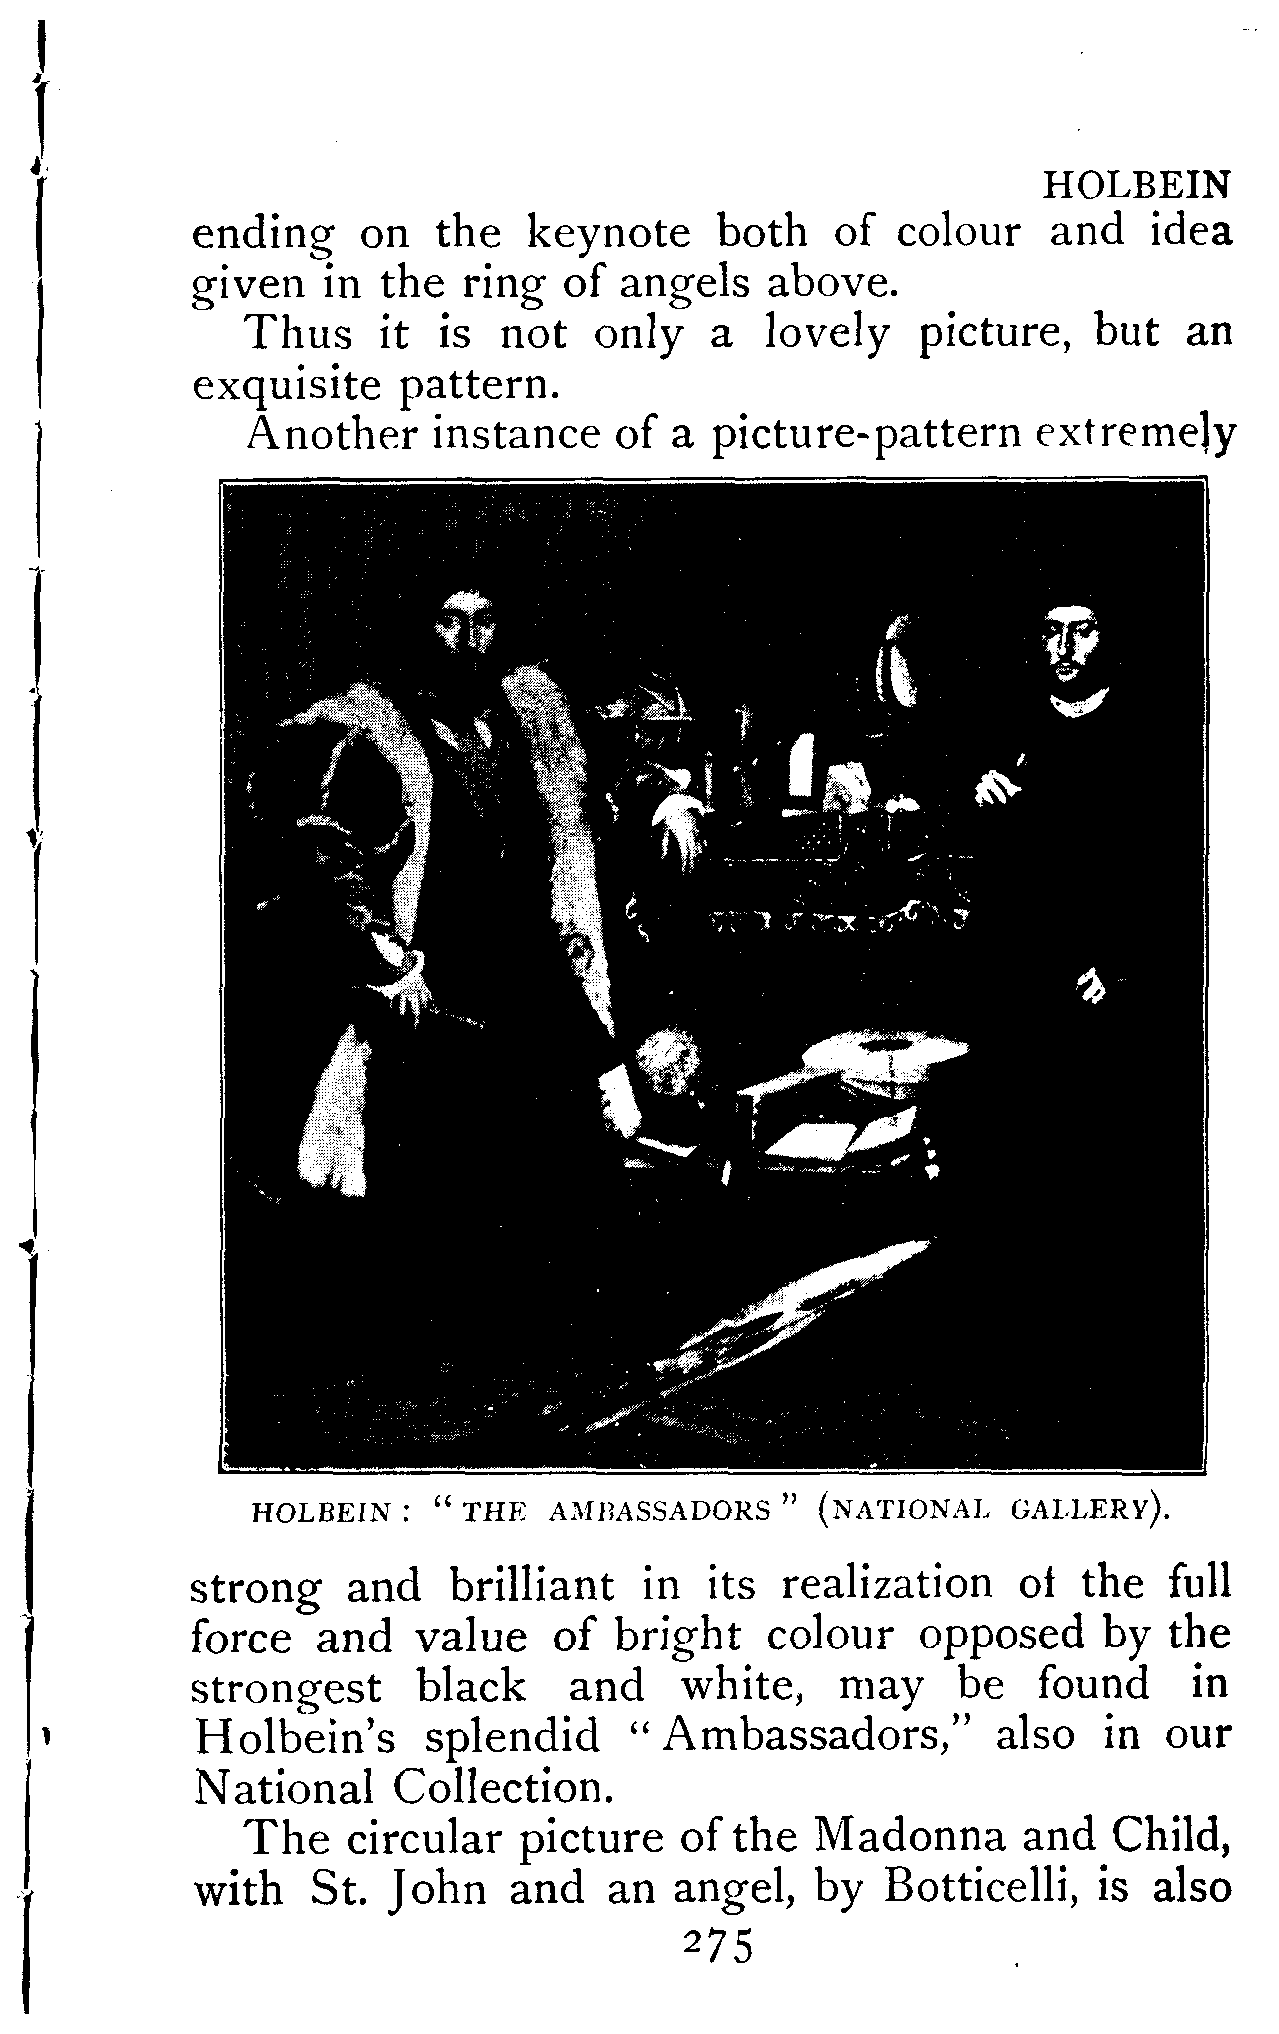 HOLBEIN
ending on the keynote both of colour and idea
given in the ring of angels above.
Thus it is not only a lovely picture, but an
exquisite pattern.
Another instance of a picture-pattern extremely
HOLBEIN: "THE AMBASSADORS" (NATIONAL GALLERY).
strong and brilliant in its realization of the full
force and value of bright colour opposed by the
strongest black and white, may be found in
Holbein's splendid "Ambassadors," also in our
National Collection.
The circular picture of the Madonna and Child,
with St. John and an angel, by Botticelli, is also
275